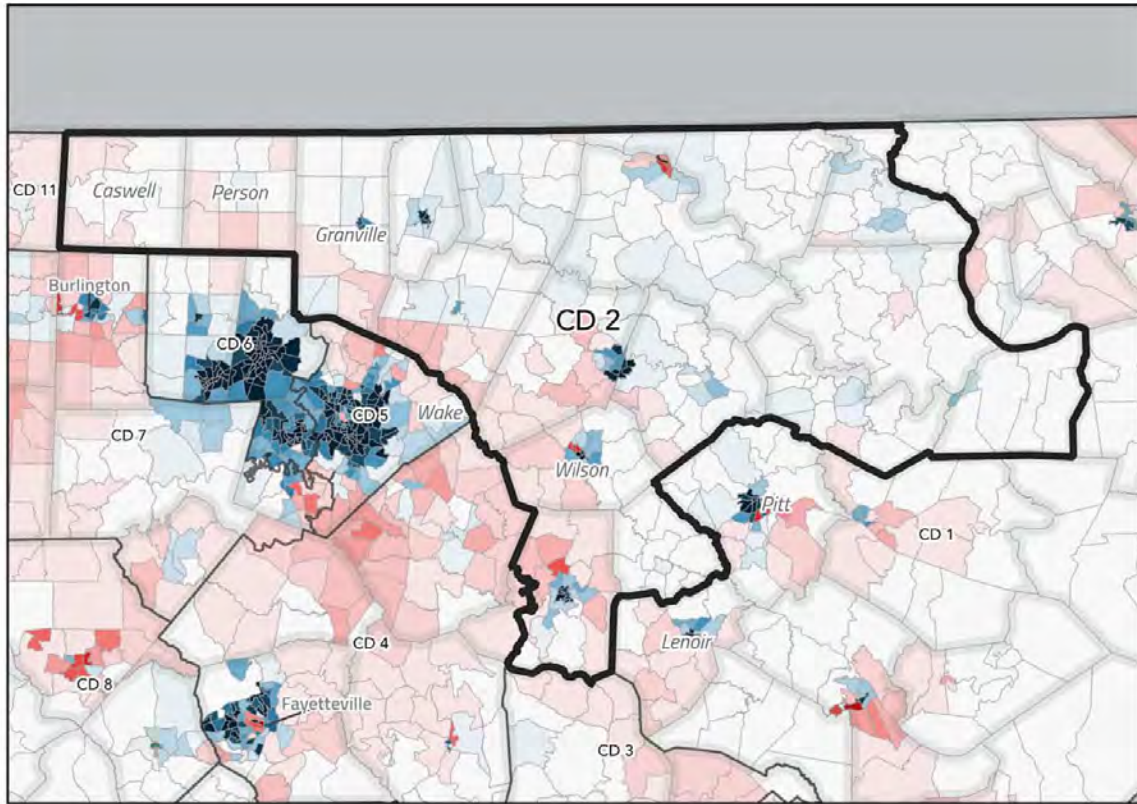 CD 11
Caswell
Person
Granville
Burlington
CD 2
CD 6
CD 5
Wake
CD 7
Wilson
Pitt
CD 1
Lenoir
CD 4
CD 8
Fayetteville
CD 3